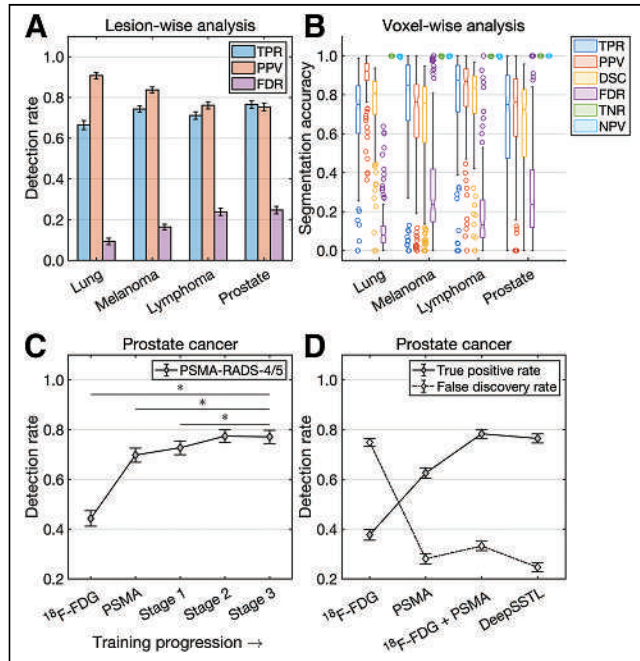 A
Lesion-wise analysis
TPR
PPV
FDR
Detection rate
1.0
0.8
0.6
0.4
0.2
0.0
Lung
Melanoma
Lymphoma
Prostate
B
Voxel-wise analysis
TPR
PPV
DSC
FDR
TNR
NPV
Segmentation accuracy
1.0
0.8
0.6
0.4
0.2
0.0
Lung
Melanoma
Lymphoma
Prostate
C
Prostate cancer
PSMA-RADS-4/5
*
*
*
Detection rate
1.0
0.8
0.6
0.4
0.2
¹⁸F-FDG
PSMA
Stage 1
Stage 2
Stage 3
Training progression →
D
Prostate cancer
True positive rate
False discovery rate
Detection rate
1.0
0.8
0.6
0.4
0.2
¹⁸F-FDG
PSMA
¹⁸F-FDG + PSMA
DeepSSTL